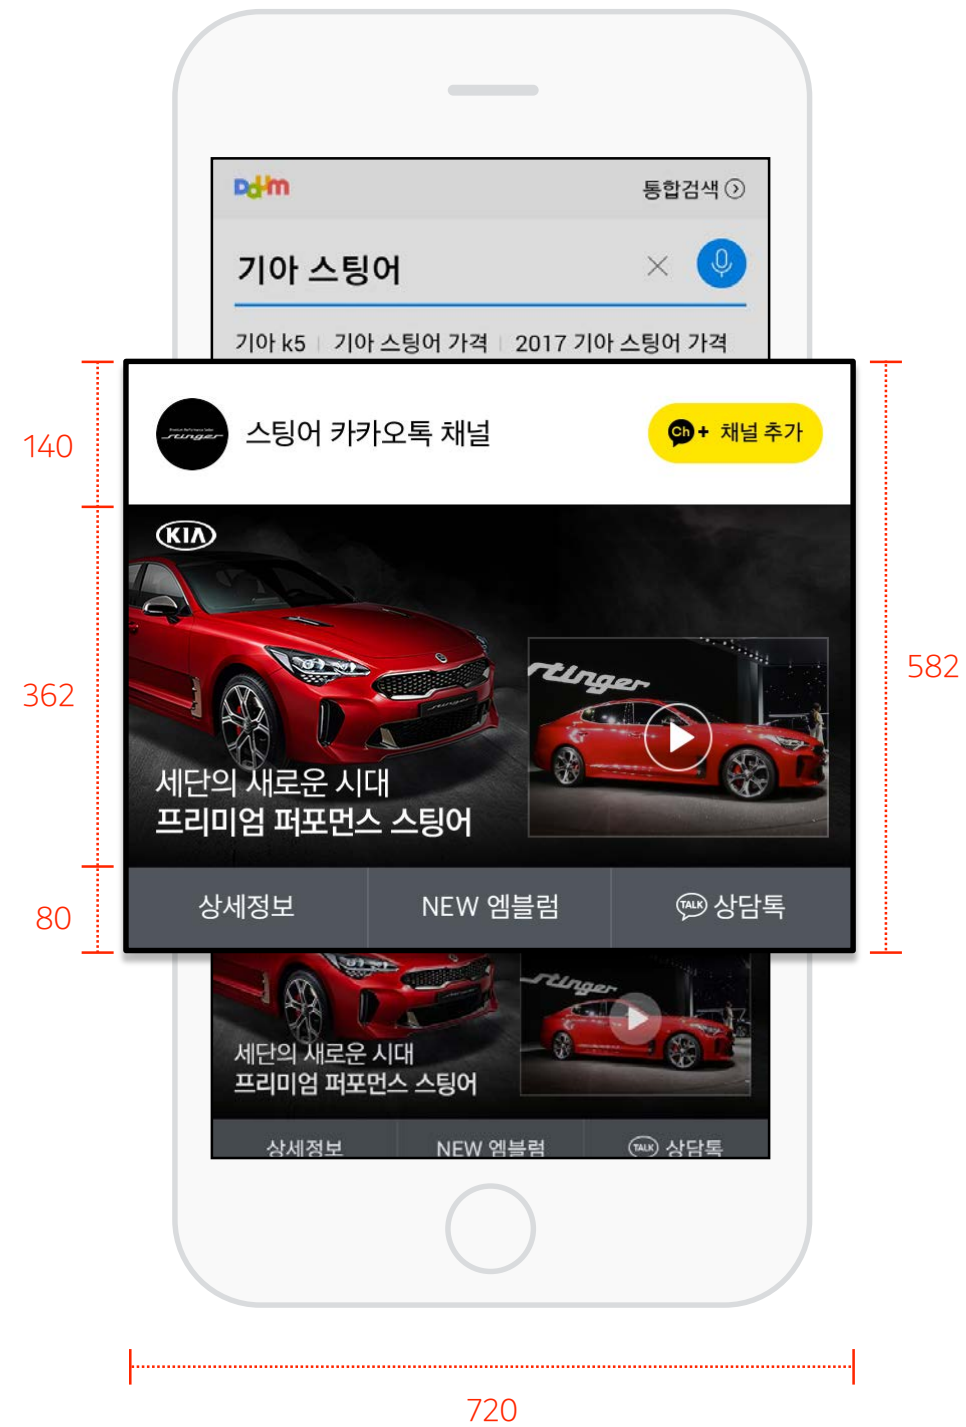 Daum
통합검색
기아 스팅어
기아 k5 기아 스팅어 가격 2017 기아 스팅어 가격
stinger
스팅어 카카오톡 채널
Ch+ 채널 추가
140
KIA
362
582
stinger
세단의 새로운 시대
프리미엄 퍼포먼스 스팅어
80
상세정보 NEW 엠블럼 TALK 상담톡
stinger
세단의 새로운 시대
프리미엄 퍼포먼스 스팅어
상세정보 NEW 엠블럼 TALK 상담톡
720